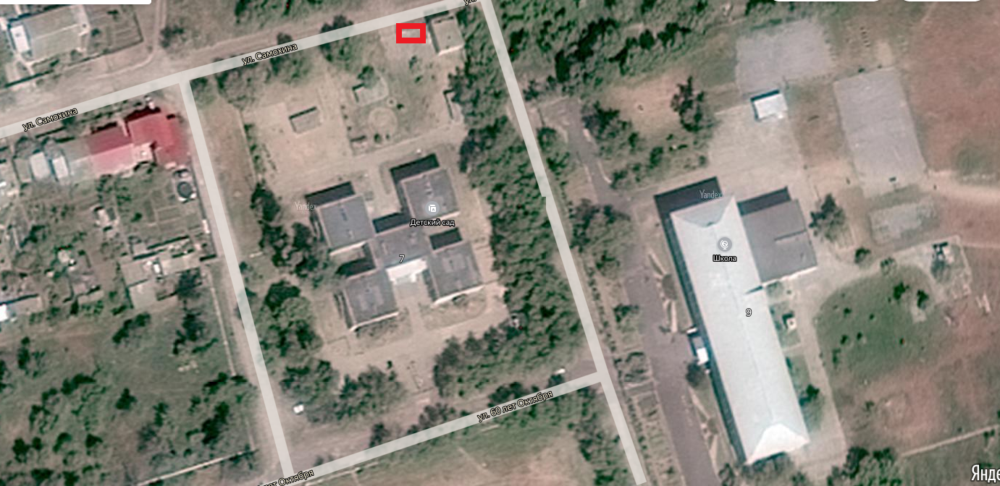 ул. Самохина
ул. Самохина
Yandex
Yandex
Детский сад
7
Школа
9
ул. 60 лет Октября
лет Октября
Янде